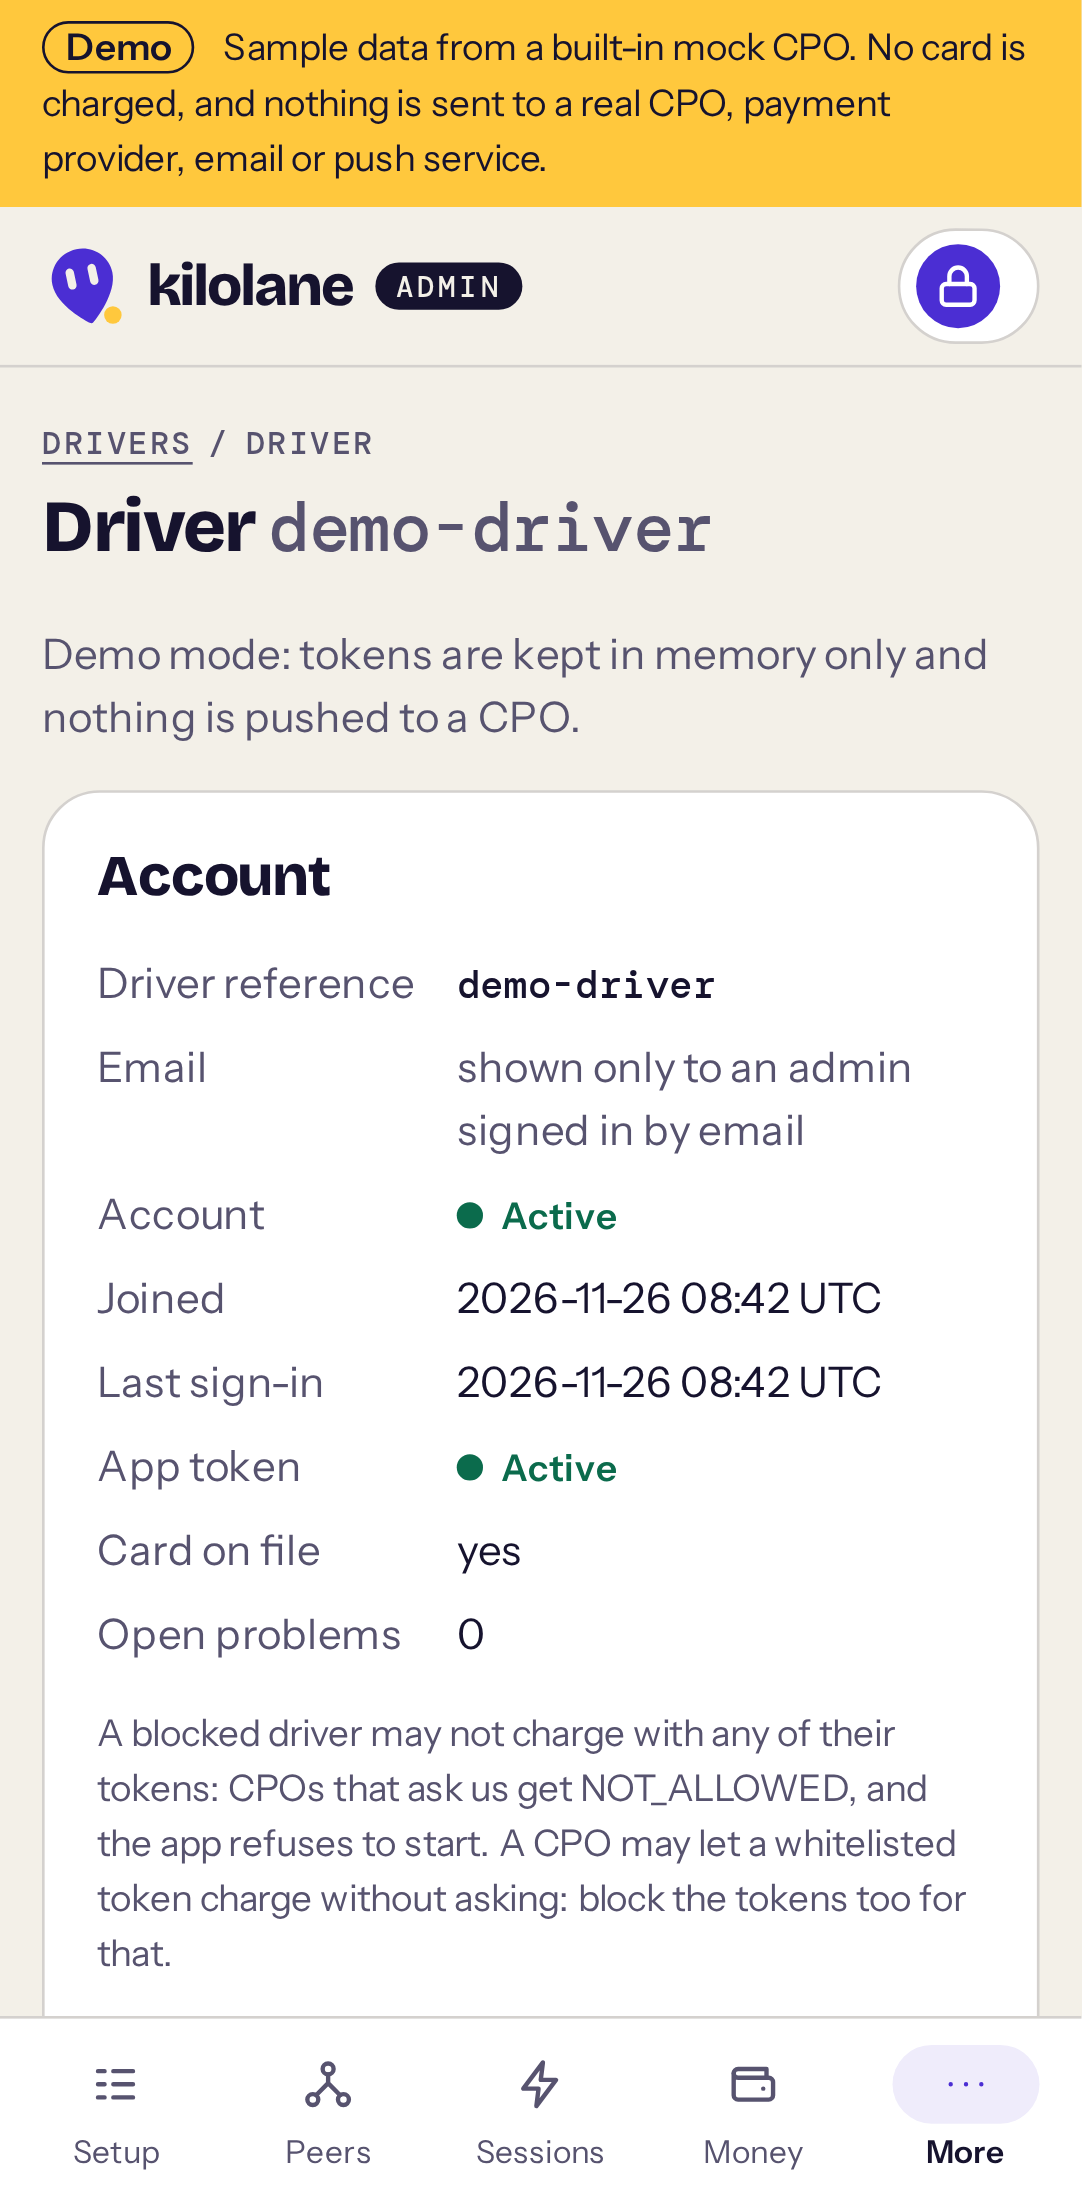 Demo Sample data from a built-in mock CPO. No card is
charged, and nothing is sent to a real CPO, payment
provider, email or push service.
kilolane ADMIN
DRIVERS / DRIVER
Driver demo-driver
Demo mode: tokens are kept in memory only and
nothing is pushed to a CPO.
Account
Driver reference demo-driver
Email shown only to an admin
signed in by email
Account Active
Joined 2026-11-26 08:42 UTC
Last sign-in 2026-11-26 08:42 UTC
App token Active
Card on file yes
Open problems 0
A blocked driver may not charge with any of their
tokens: CPOs that ask us get NOT_ALLOWED, and
the app refuses to start. A CPO may let a whitelisted
token charge without asking: block the tokens too for
that.
Setup Peers Sessions Money More